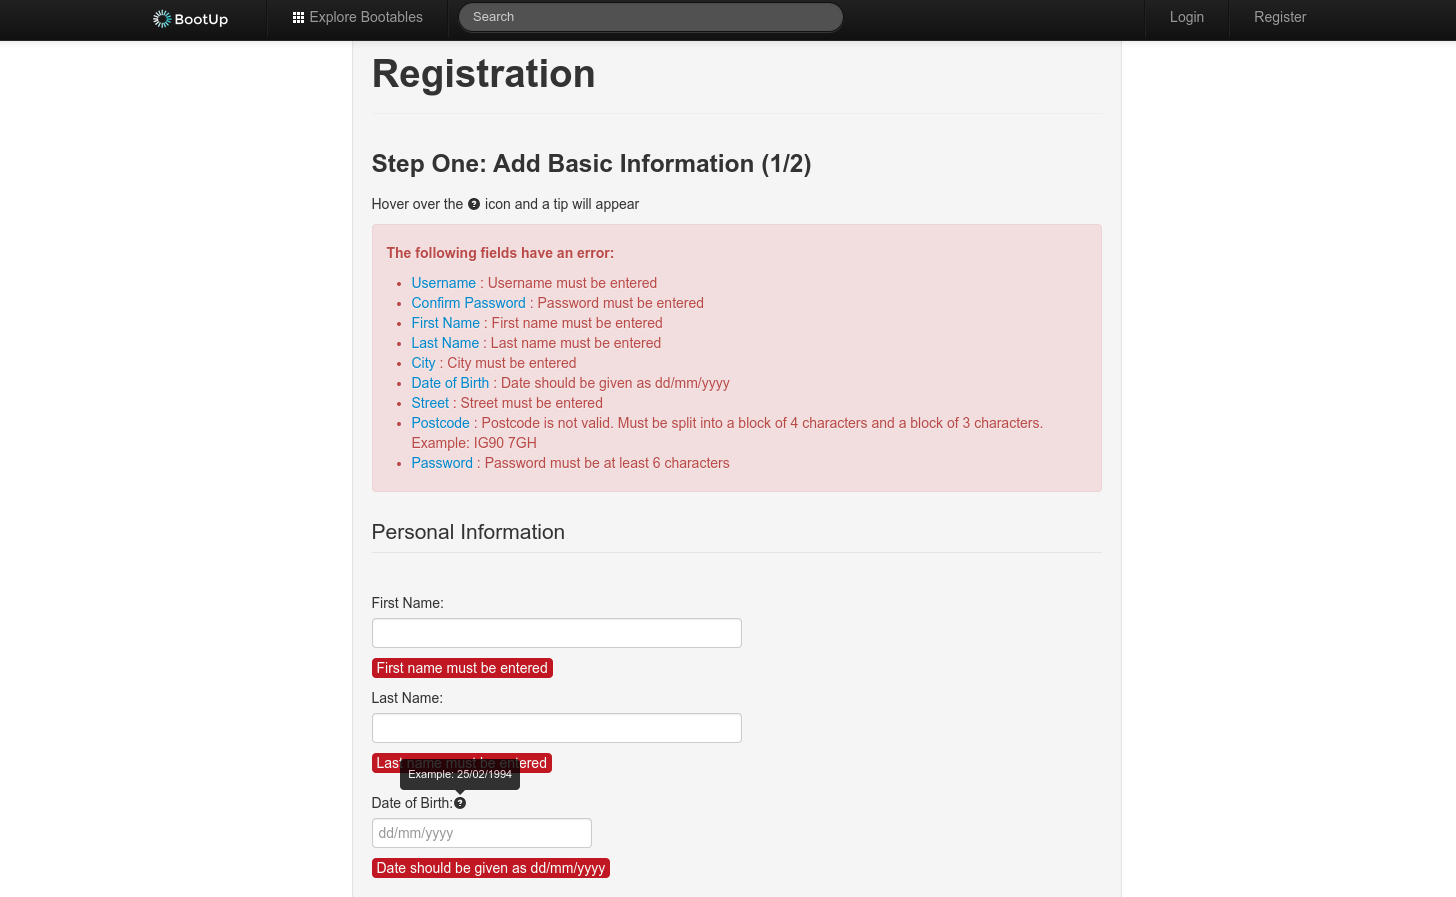 BootUp
Explore Bootables
Search
Login
Register
Registration
Step One: Add Basic Information (1/2)
Hover over the ? icon and a tip will appear
The following fields have an error:
• Username : Username must be entered
• Confirm Password : Password must be entered
• First Name : First name must be entered
• Last Name : Last name must be entered
• City : City must be entered
• Date of Birth : Date should be given as dd/mm/yyyy
• Street : Street must be entered
• Postcode : Postcode is not valid. Must be split into a block of 4 characters and a block of 3 characters.
Example: IG90 7GH
• Password : Password must be at least 6 characters
Personal Information
First Name:
First name must be entered
Last Name:
Last name must be entered
Example: 25/02/1994
Date of Birth:?
dd/mm/yyyy
Date should be given as dd/mm/yyyy